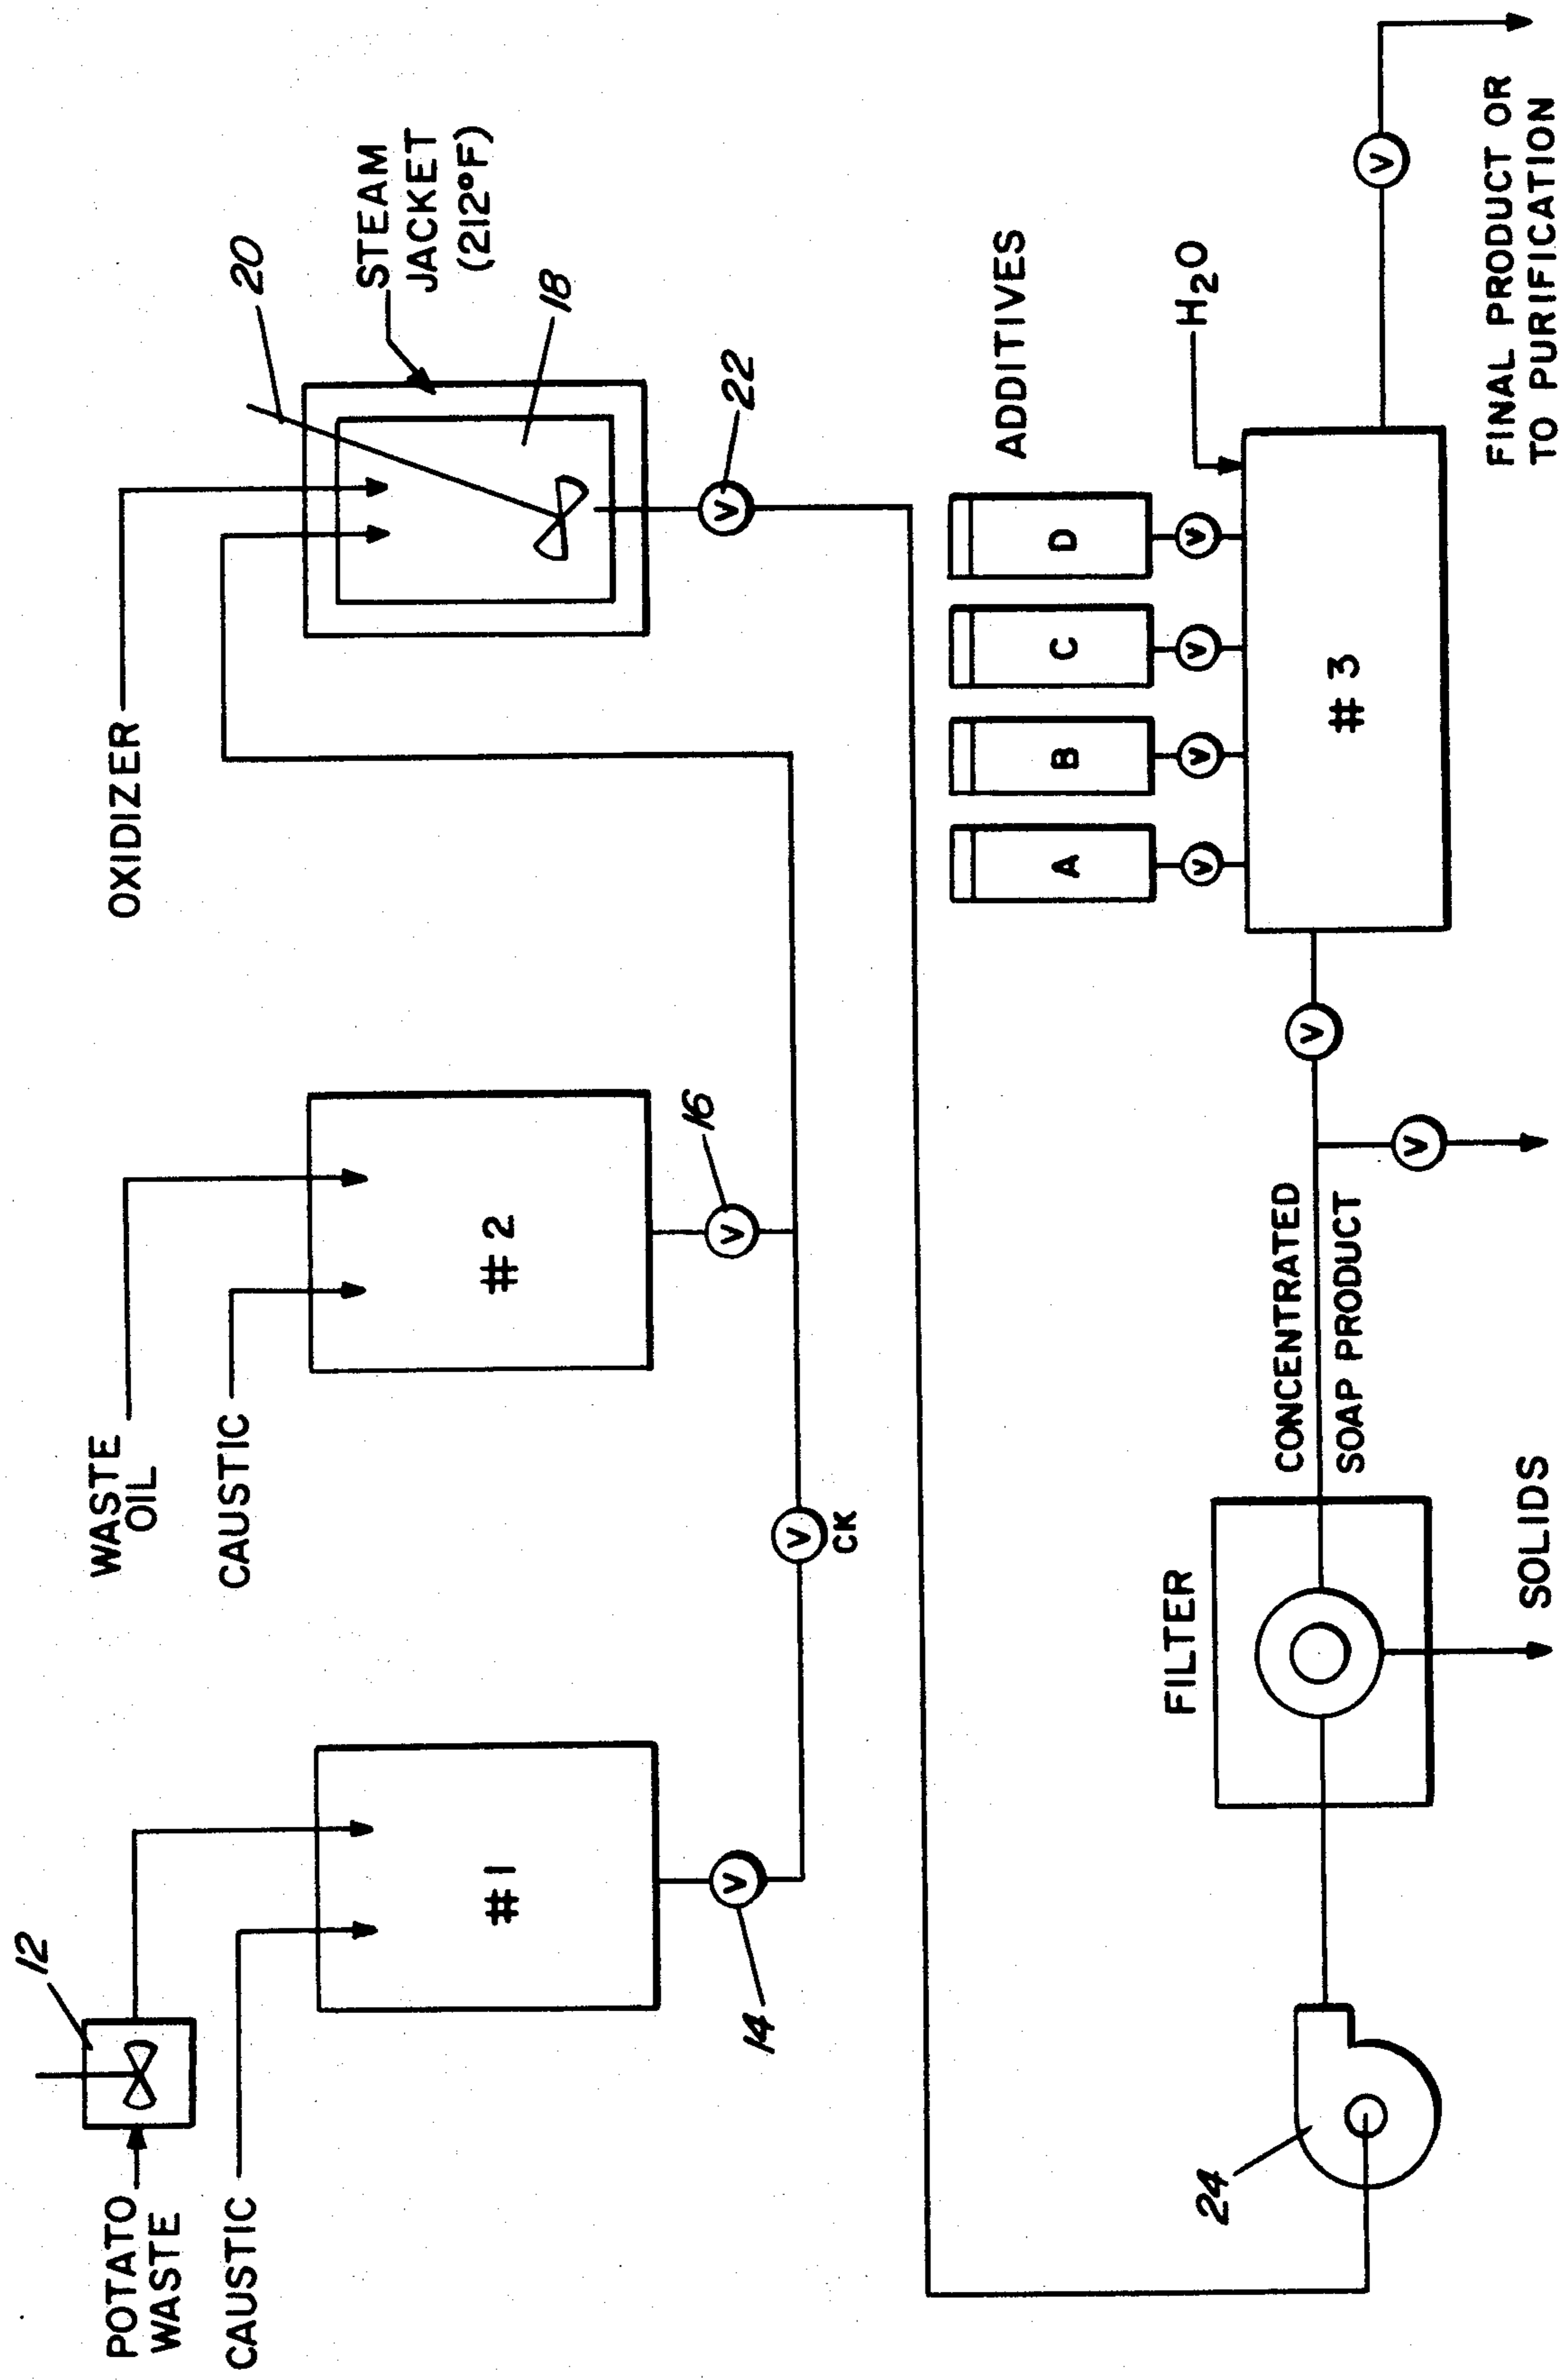 POTATO
WASTE
12
CAUSTIC
#1
14
WASTE
OIL
CAUSTIC
#2
16
V
V
V
CK
OXIDIZER
20
STEAM
JACKET
(212°F)
18
22
V
24
FILTER
SOLIDS
CONCENTRATED
SOAP PRODUCT
V
V
ADDITIVES
A
B
C
D
V
V
V
V
H₂O
#3
V
FINAL PRODUCT OR
TO PURIFICATION